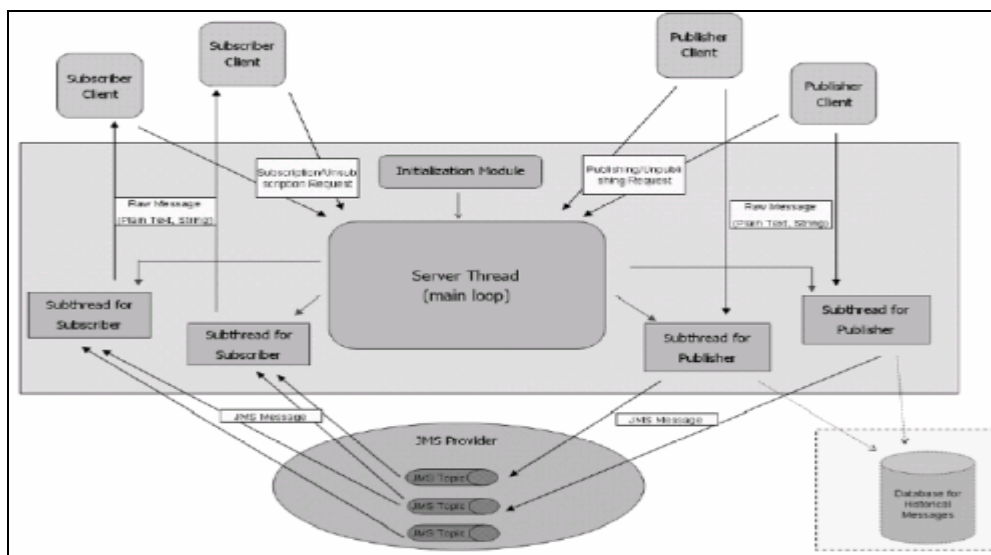 Subscriber
Client
Subscriber
Client
Publisher
Client
Publisher
Client
Subscription/Unsub
scription Request
Initialization Module
Publishing/Unpubli
shing Request
Raw Message
(Plain Text, String)
Raw Message
(Plain Text, String)
Server Thread
(main loop)
Subthread for
Subscriber
Subthread for
Subscriber
Subthread for
Publisher
Subthread for
Publisher
JMS Message
JMS Message
JMS Provider
JMS Topic
JMS Topic
JMS Topic
Database for
Historical
Messages